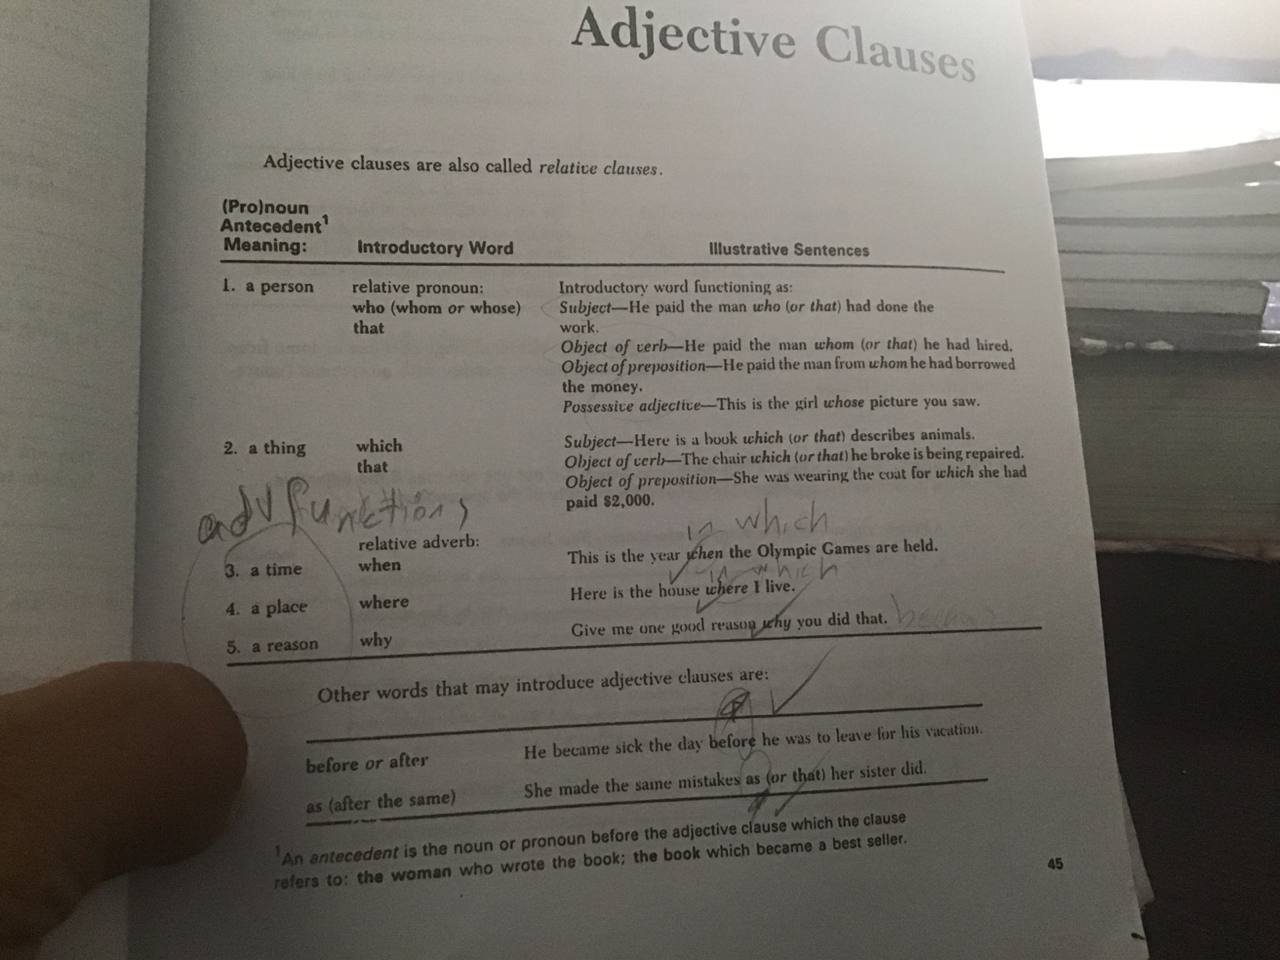 Adjective Clauses
Adjective clauses are also called relative clauses.
(Pro)noun
Antecedent¹
Meaning: Introductory Word Illustrative Sentences
1. a person relative pronoun: Introductory word functioning as:
who (whom or whose) Subject—He paid the man who (or that) had done the
that work.
Object of verb—He paid the man whom (or that) he had hired.
Object of preposition—He paid the man from whom he had borrowed
the money.
Possessive adjective—This is the girl whose picture you saw.
2. a thing which Subject—Here is a book which (or that) describes animals.
that Object of verb—The chair which (or that) he broke is being repaired.
Object of preposition—She was wearing the coat for which she had
paid $2,000.
adv functions
in which
relative adverb:
3. a time when This is the year when the Olympic Games are held.
in which
4. a place where Here is the house where I live.
5. a reason why Give me one good reason why you did that.
Other words that may introduce adjective clauses are:
before or after He became sick the day before he was to leave for his vacation.
as (after the same) She made the same mistakes as (or that) her sister did.
¹An antecedent is the noun or pronoun before the adjective clause which the clause
refers to: the woman who wrote the book; the book which became a best seller.
45